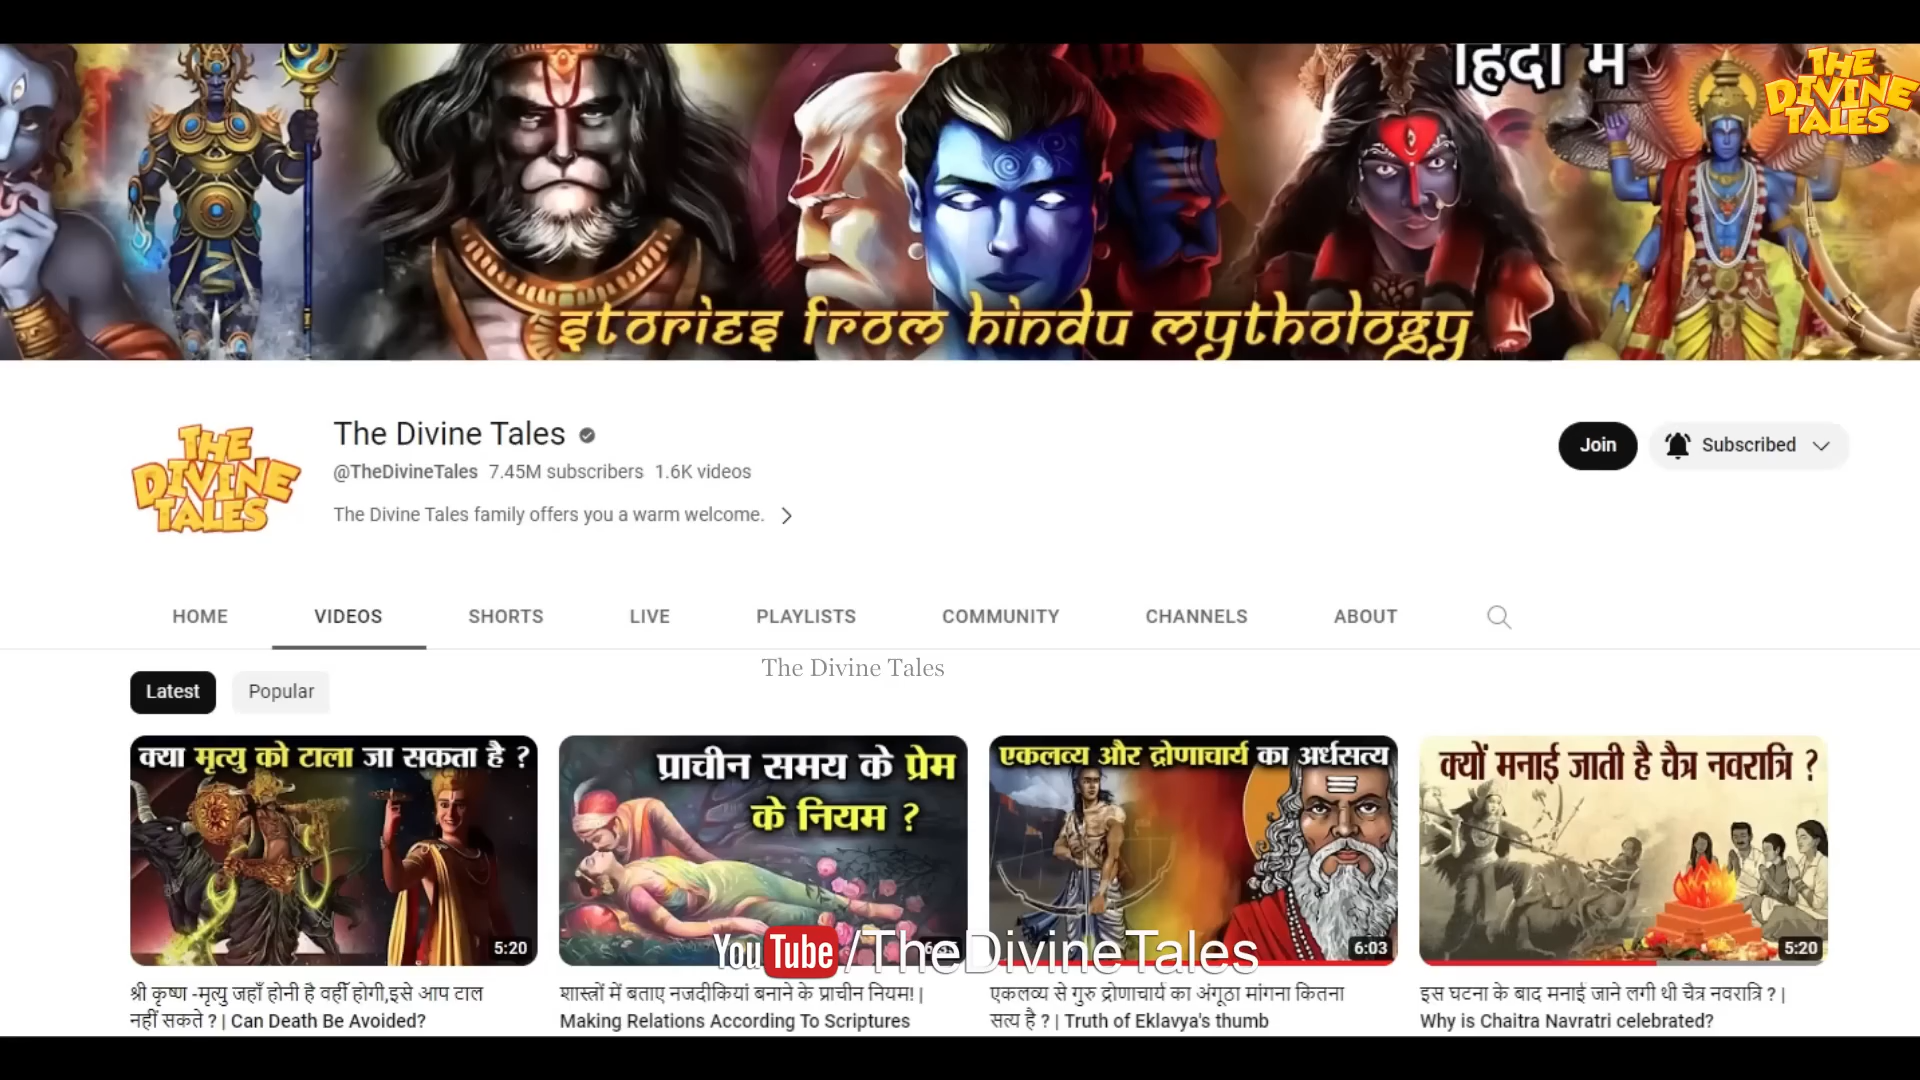 हिंदी में
THE
DIVINE
TALES
stories from hindu mythology
THE
DIVINE
TALES
The Divine Tales
@TheDivineTales 7.45M subscribers 1.6K videos
The Divine Tales family offers you a warm welcome.
Join
Subscribed
HOME VIDEOS SHORTS LIVE PLAYLISTS COMMUNITY CHANNELS ABOUT
The Divine Tales
Latest Popular
क्या मृत्यु को टाला जा सकता है ?
5:20
प्राचीन समय के प्रेम
के नियम ?
एकलव्य और द्रोणाचार्य का अर्धसत्य
6:03
क्यों मनाई जाती है चैत्र नवरात्रि ?
5:20
YouTube/TheDivineTales
श्री कृष्ण -मृत्यु जहाँ होनी है वहीँ होगी,इसे आप टाल
नहीं सकते ? | Can Death Be Avoided?
शास्त्रों में बताए नजदीकियां बनाने के प्राचीन नियम! |
Making Relations According To Scriptures
एकलव्य से गुरु द्रोणाचार्य का अंगूठा मांगना कितना
सत्य है ? | Truth of Eklavya's thumb
इस घटना के बाद मनाई जाने लगी थी चैत्र नवरात्रि ? |
Why is Chaitra Navratri celebrated?